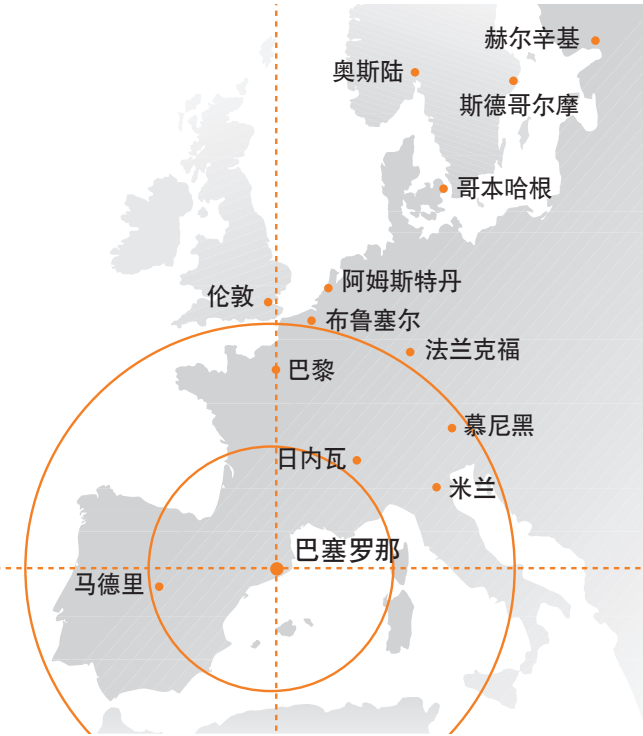 赫尔辛基
奥斯陆
斯德哥尔摩
哥本哈根
阿姆斯特丹
伦敦
布鲁塞尔
法兰克福
巴黎
慕尼黑
日内瓦
米兰
巴塞罗那
马德里